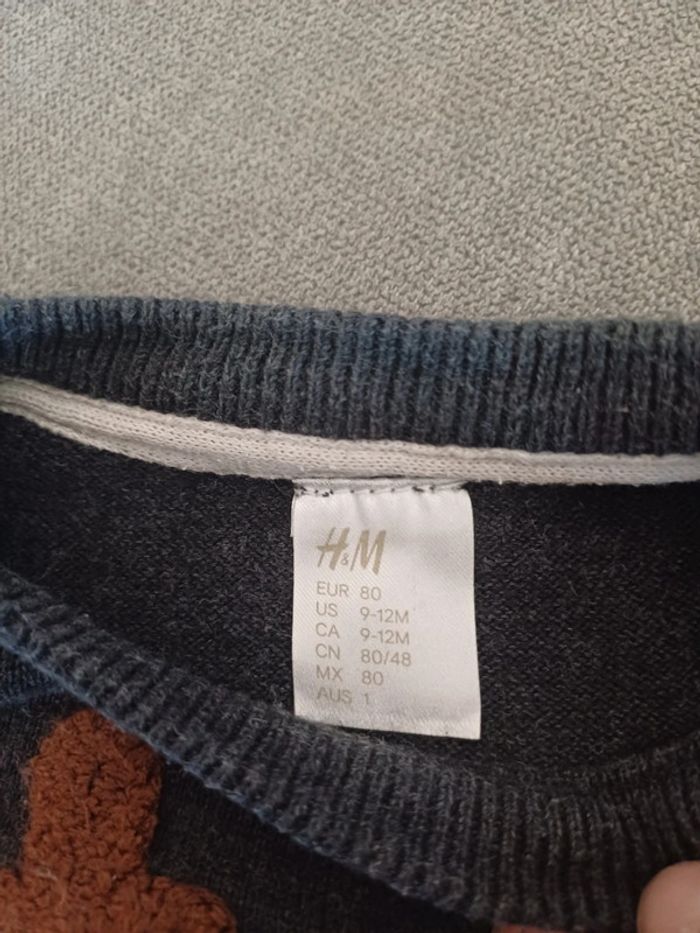 H&M
EUR 80
US 9-12M
CA 9-12M
CN 80/48
MX 80
AUS 1